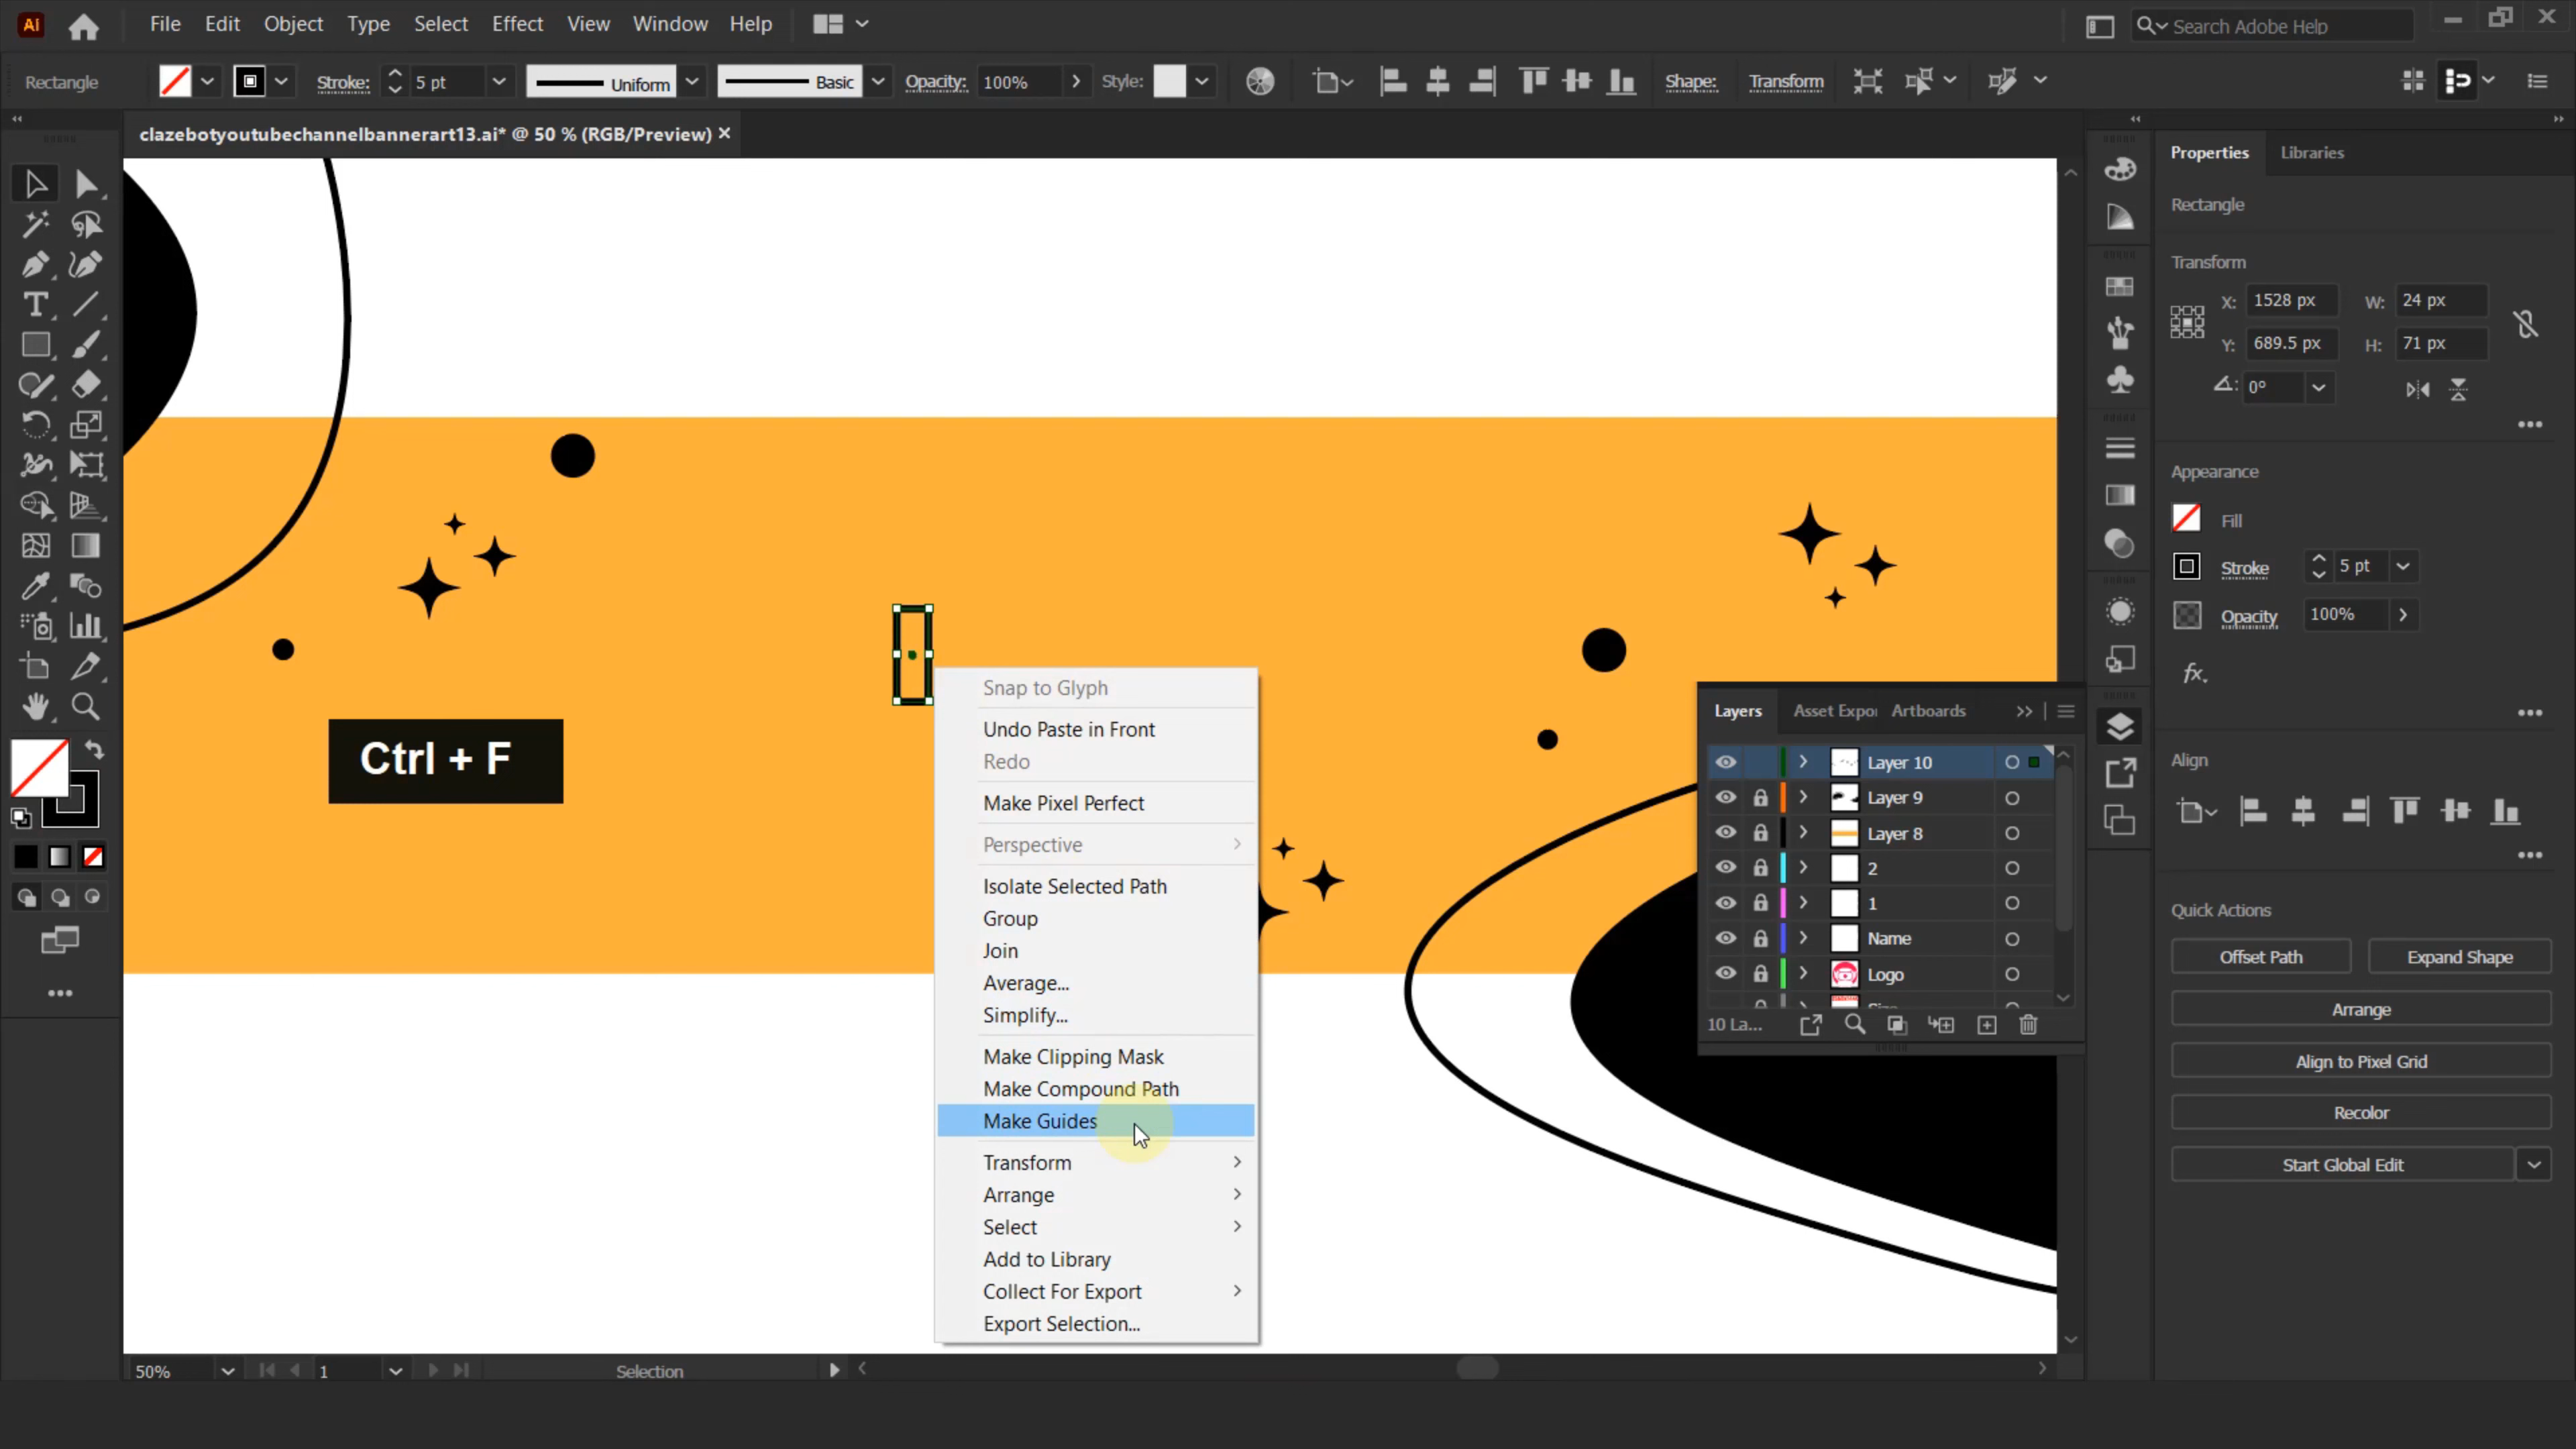 Ai File Edit Object Type Select Effect View Window Help Search Adobe Help
Rectangle Stroke: 5 pt Uniform Basic Opacity: 100% Style: Shape: Transform
clazebotyoutubechannelbannerart13.ai* @ 50 % (RGB/Preview)
Properties Libraries
Rectangle
Transform
X: 1528 px W: 24 px
Y: 689.5 px H: 71 px
0°
Appearance
Fill
Stroke 5 pt
Opacity 100%
fx.
Align
Quick Actions
Offset Path Expand Shape
Arrange
Align to Pixel Grid
Recolor
Start Global Edit
Ctrl + F
Snap to Glyph
Undo Paste in Front
Redo
Make Pixel Perfect
Perspective
Isolate Selected Path
Group
Join
Average...
Simplify...
Make Clipping Mask
Make Compound Path
Make Guides
Transform
Arrange
Select
Add to Library
Collect For Export
Export Selection...
Layers Asset Expo Artboards
Layer 10
Layer 9
Layer 8
2
1
Name
Logo
10 La...
50% 1 Selection